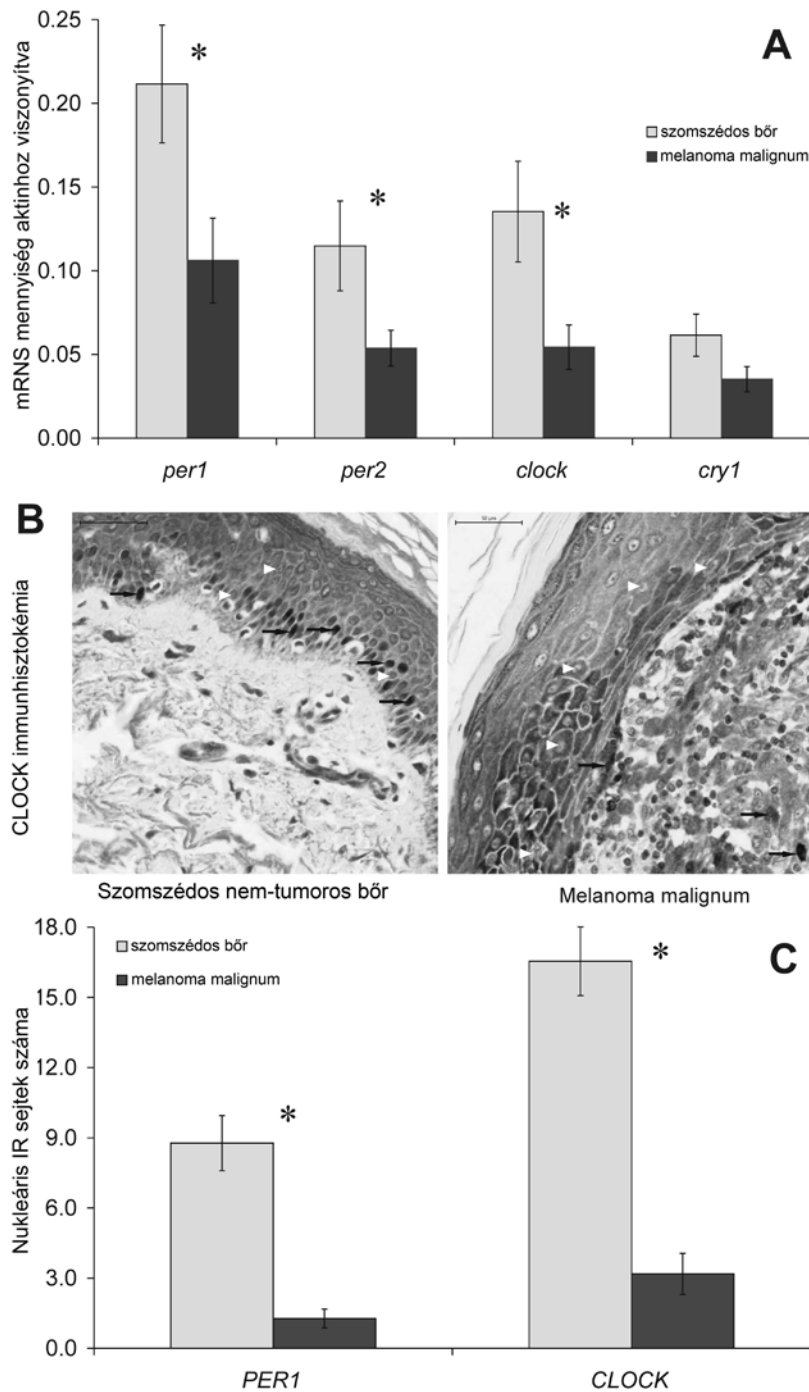 0.25
0.20
0.15
0.10
0.05
0.00
mRNS mennyiség aktinhoz viszonyítva
*
*
*
A
szomszédos bőr
melanoma malignum
per1 per2 clock cry1
B
CLOCK immunhisztokémia
50 µm
Szomszédos nem-tumoros bőr
Melanoma malignum
18.0
15.0
12.0
9.0
6.0
3.0
0.0
Nukleáris IR sejtek száma
szomszédos bőr
melanoma malignum
*
*
C
PER1 CLOCK